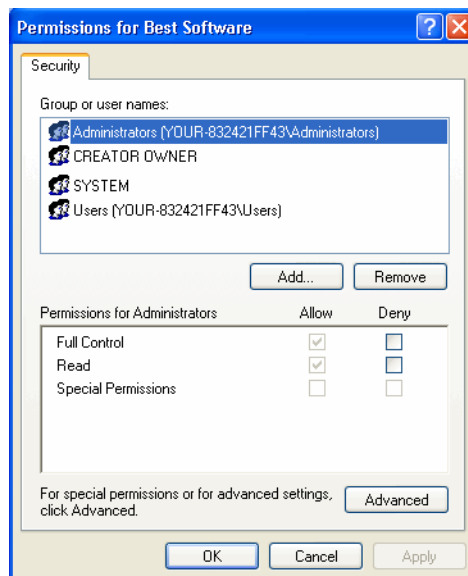 Permissions for Best Software
Security
Group or user names:
Administrators (YOUR-832421FF43\Administrators)
CREATOR OWNER
SYSTEM
Users (YOUR-832421FF43\Users)
Add... Remove
Permissions for Administrators Allow Deny
Full Control
Read
Special Permissions
For special permissions or for advanced settings, click Advanced.
Advanced
OK Cancel Apply